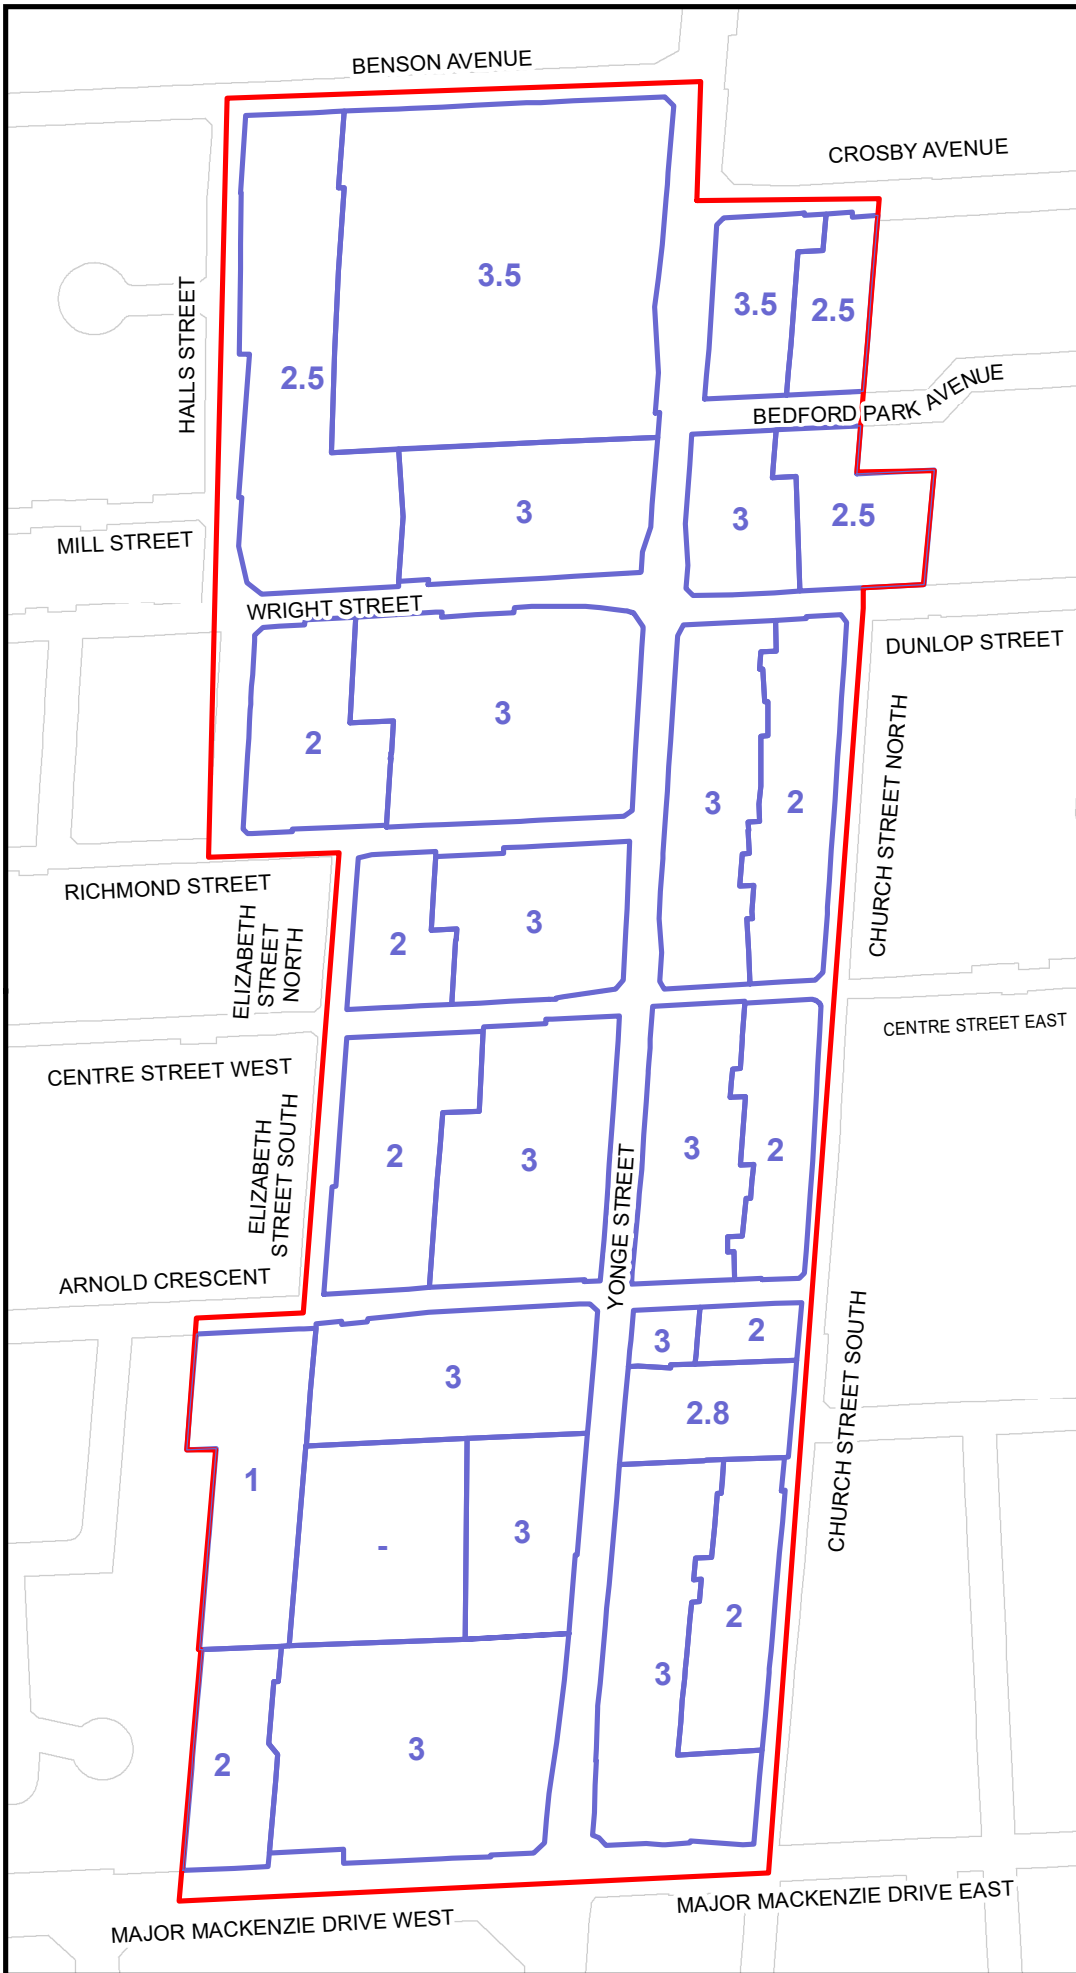 BENSON AVENUE
CROSBY AVENUE
3.5
3.5
2.5
HALLS STREET
2.5
BEDFORD PARK AVENUE
3
3
2.5
MILL STREET
WRIGHT STREET
DUNLOP STREET
3
2
3
2
CHURCH STREET NORTH
RICHMOND STREET
ELIZABETH
STREET
NORTH
2
3
CENTRE STREET EAST
CENTRE STREET WEST
ELIZABETH
STREET SOUTH
2
3
3
2
YONGE STREET
ARNOLD CRESCENT
3
3
2
2.8
CHURCH STREET SOUTH
1
-
3
2
3
2
3
MAJOR MACKENZIE DRIVE EAST
MAJOR MACKENZIE DRIVE WEST